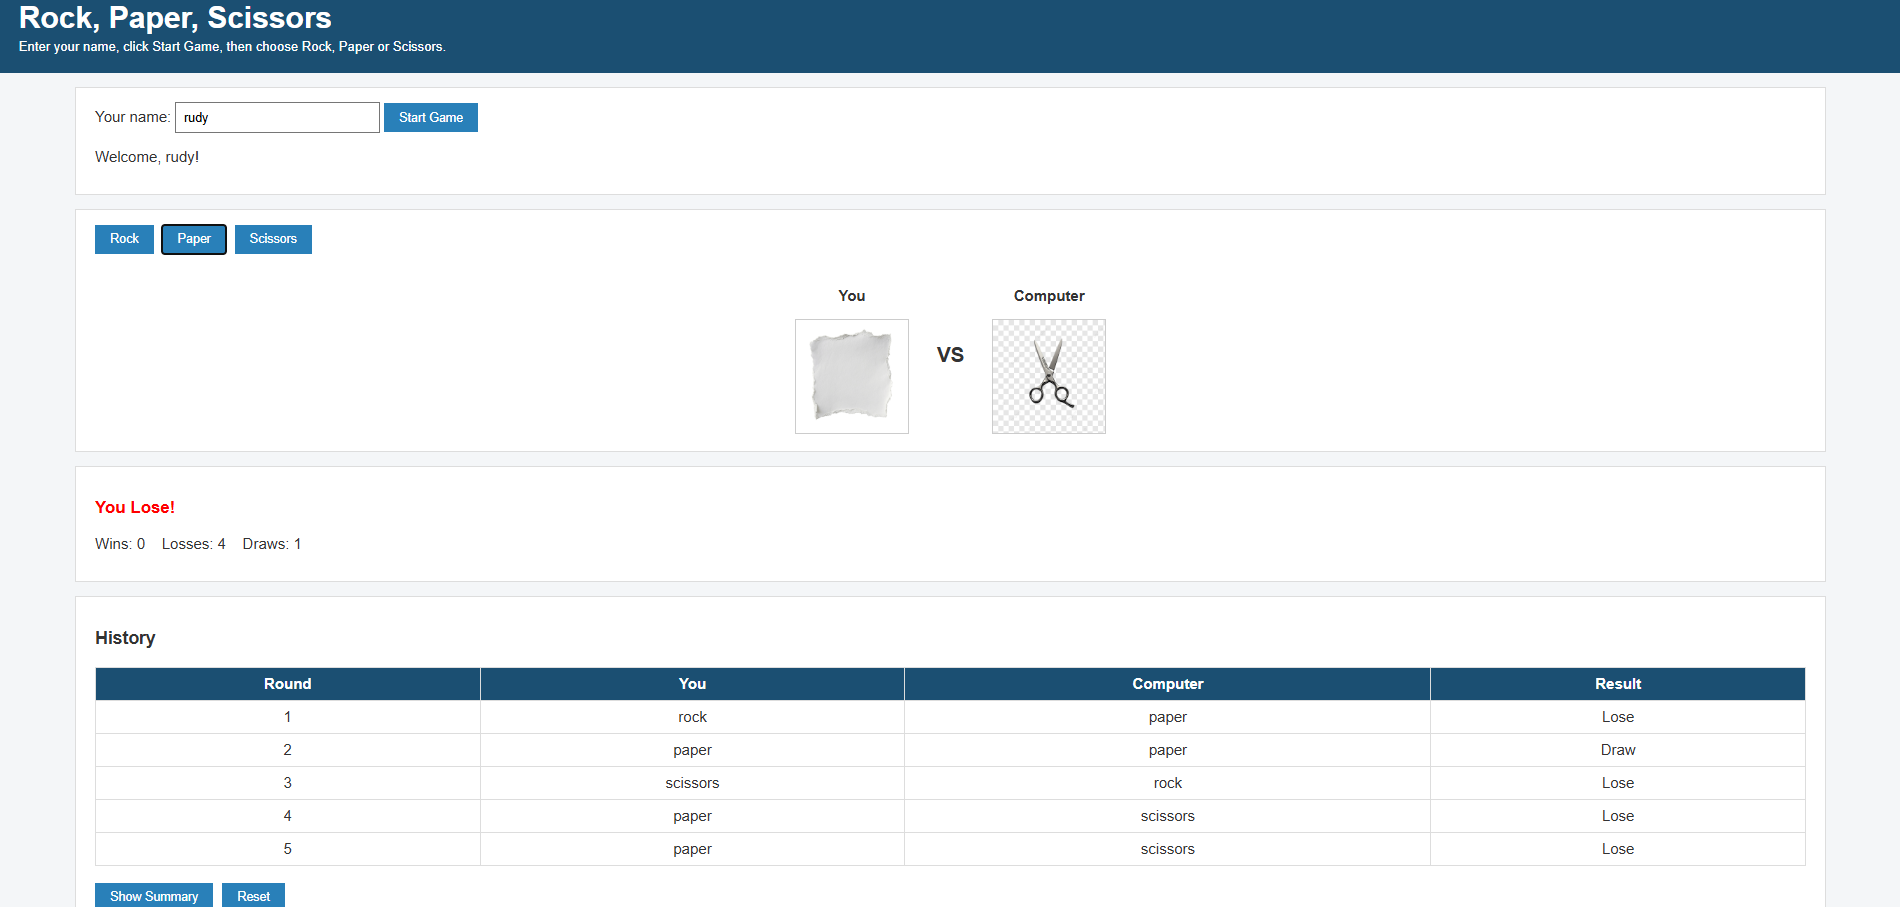 Rock, Paper, Scissors
Enter your name, click Start Game, then choose Rock, Paper or Scissors.
Your name: rudy Start Game
Welcome, rudy!
Rock Paper Scissors
You Computer
VS
You Lose!
Wins: 0 Losses: 4 Draws: 1
History
Round You Computer Result
1 rock paper Lose
2 paper paper Draw
3 scissors rock Lose
4 paper scissors Lose
5 paper scissors Lose
Show Summary Reset